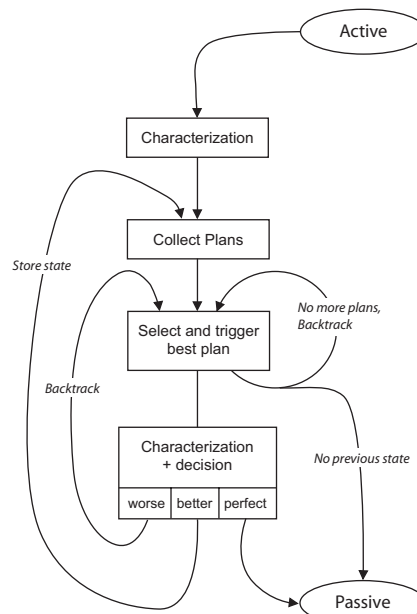 Active
Characterization
Collect Plans
Store state
No more plans,
Backtrack
Select and trigger
best plan
Backtrack
Characterization
+ decision
No previous state
worse better perfect
Passive